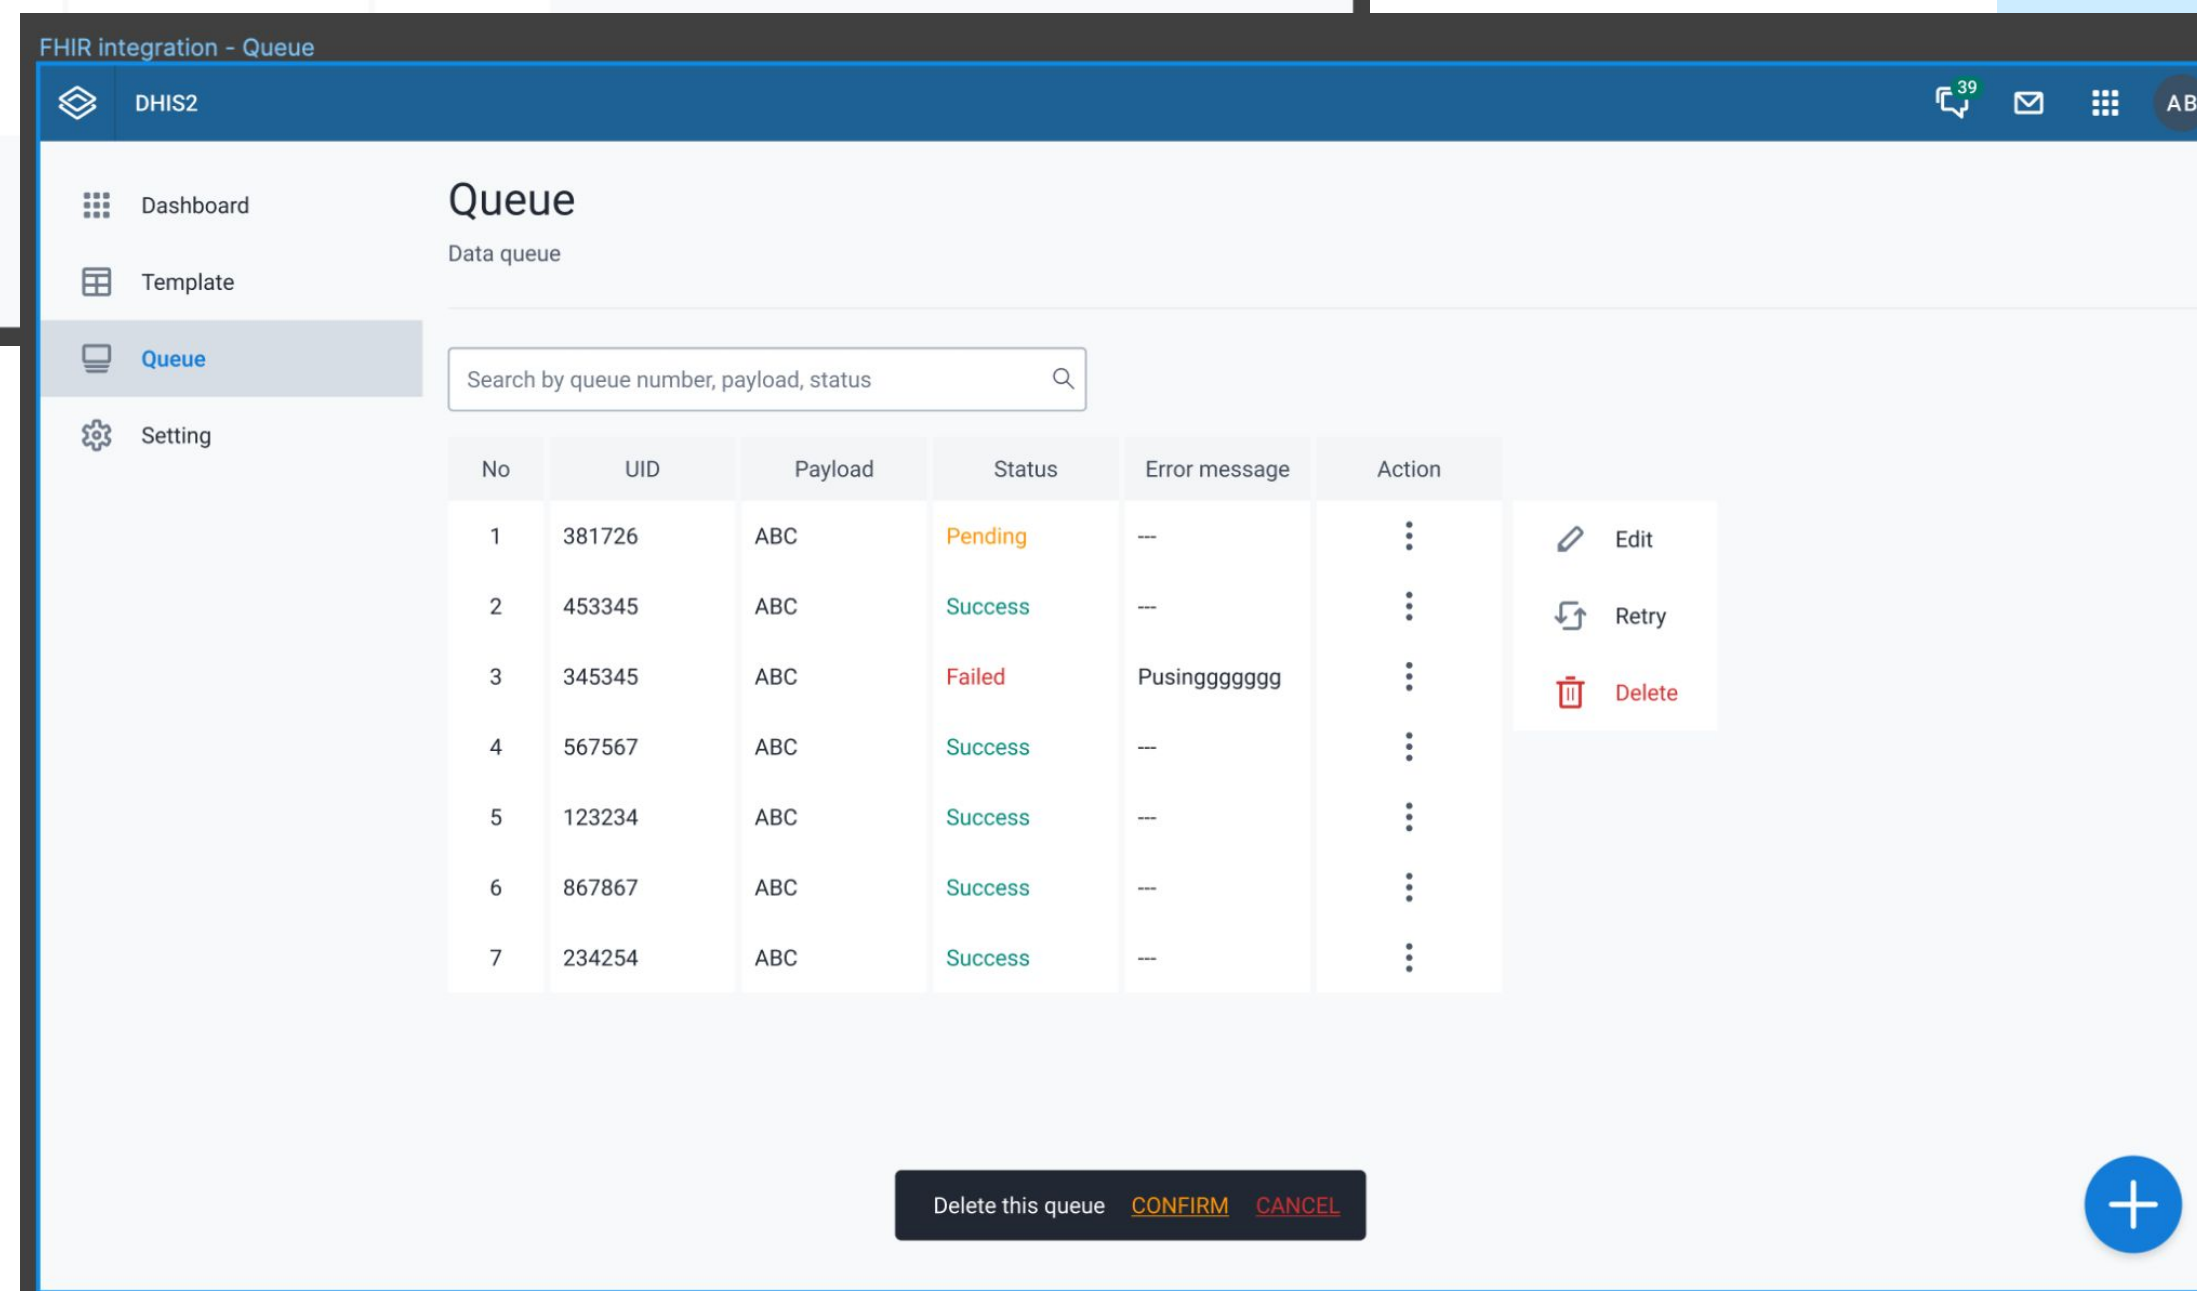 FHIR integration - Queue
DHIS2
39
AB
Dashboard
Template
Queue
Setting
Queue
Data queue
Search by queue number, payload, status
No UID Payload Status Error message Action
1 381726 ABC Pending ---
2 453345 ABC Success ---
3 345345 ABC Failed Pusinggggggg
4 567567 ABC Success ---
5 123234 ABC Success ---
6 867867 ABC Success ---
7 234254 ABC Success ---
Edit
Retry
Delete
Delete this queue CONFIRM CANCEL